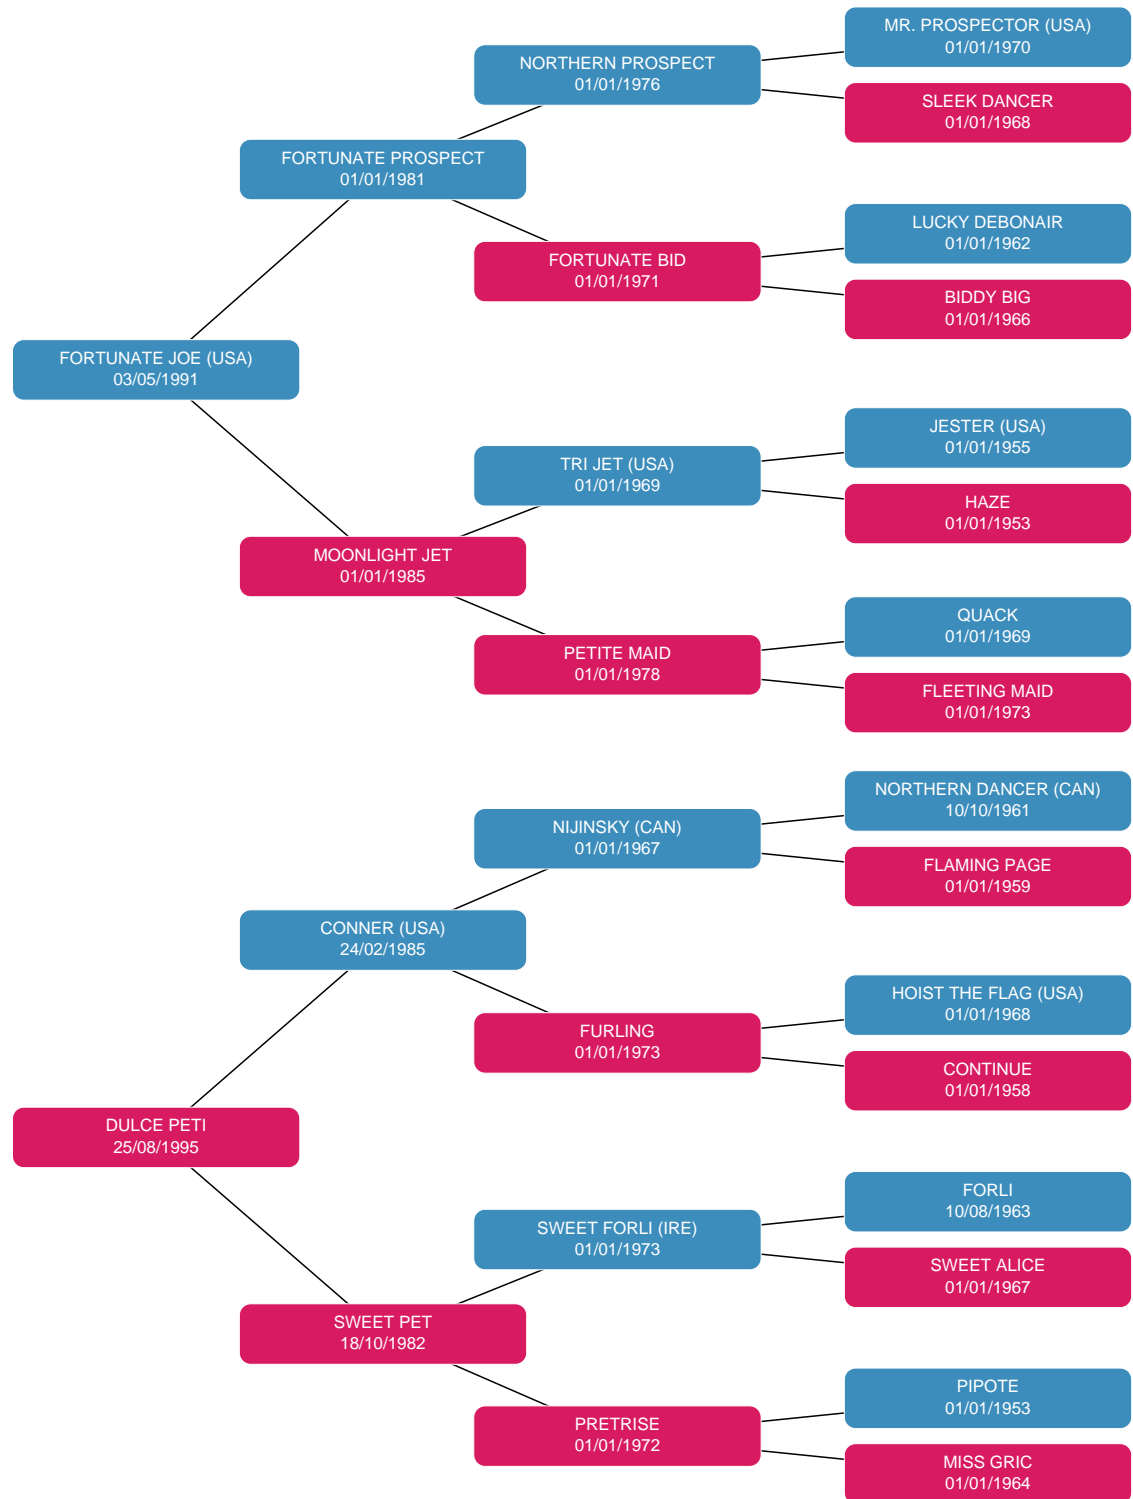 MR. PROSPECTOR (USA)
01/01/1970
NORTHERN PROSPECT
01/01/1976
SLEEK DANCER
01/01/1968
FORTUNATE PROSPECT
01/01/1981
LUCKY DEBONAIR
01/01/1962
FORTUNATE BID
01/01/1971
BIDDY BIG
01/01/1966
FORTUNATE JOE (USA)
03/05/1991
JESTER (USA)
01/01/1955
TRI JET (USA)
01/01/1969
HAZE
01/01/1953
MOONLIGHT JET
01/01/1985
QUACK
01/01/1969
PETITE MAID
01/01/1978
FLEETING MAID
01/01/1973
NORTHERN DANCER (CAN)
10/10/1961
NIJINSKY (CAN)
01/01/1967
FLAMING PAGE
01/01/1959
CONNER (USA)
24/02/1985
HOIST THE FLAG (USA)
01/01/1968
FURLING
01/01/1973
CONTINUE
01/01/1958
DULCE PETI
25/08/1995
FORLI
10/08/1963
SWEET FORLI (IRE)
01/01/1973
SWEET ALICE
01/01/1967
SWEET PET
18/10/1982
PIPOTE
01/01/1953
PRETRISE
01/01/1972
MISS GRIC
01/01/1964